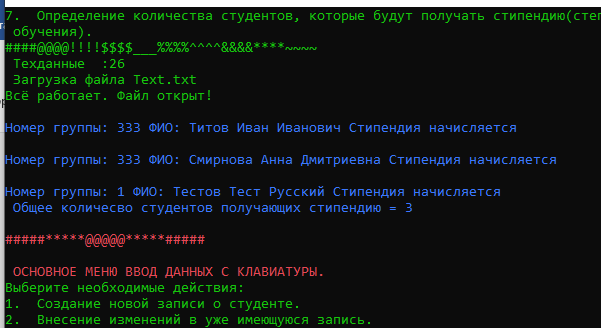 7.  Определение количества студентов, которые будут получать стипендию(сте
обучения).
####@@@@!!!!$$$$___%%%%^^^^&&&&****~~~~
Техданные  :26
Загрузка файла Text.txt
Всё работает. Файл открыт!
Номер группы: 333 ФИО: Титов Иван Иванович Стипендия начисляется
Номер группы: 333 ФИО: Смирнова Анна Дмитриевна Стипендия начисляется
Номер группы: 1 ФИО: Тестов Тест Русский Стипендия начисляется
Общее количесво студентов получающих стипендию = 3
#####*****@@@@@*****#####
ОСНОВНОЕ МЕНЮ ВВОД ДАННЫХ С КЛАВИАТУРЫ.
Выберите необходимые действия:
1.  Создание новой записи о студенте.
2.  Внесение изменений в уже имеющуюся запись.